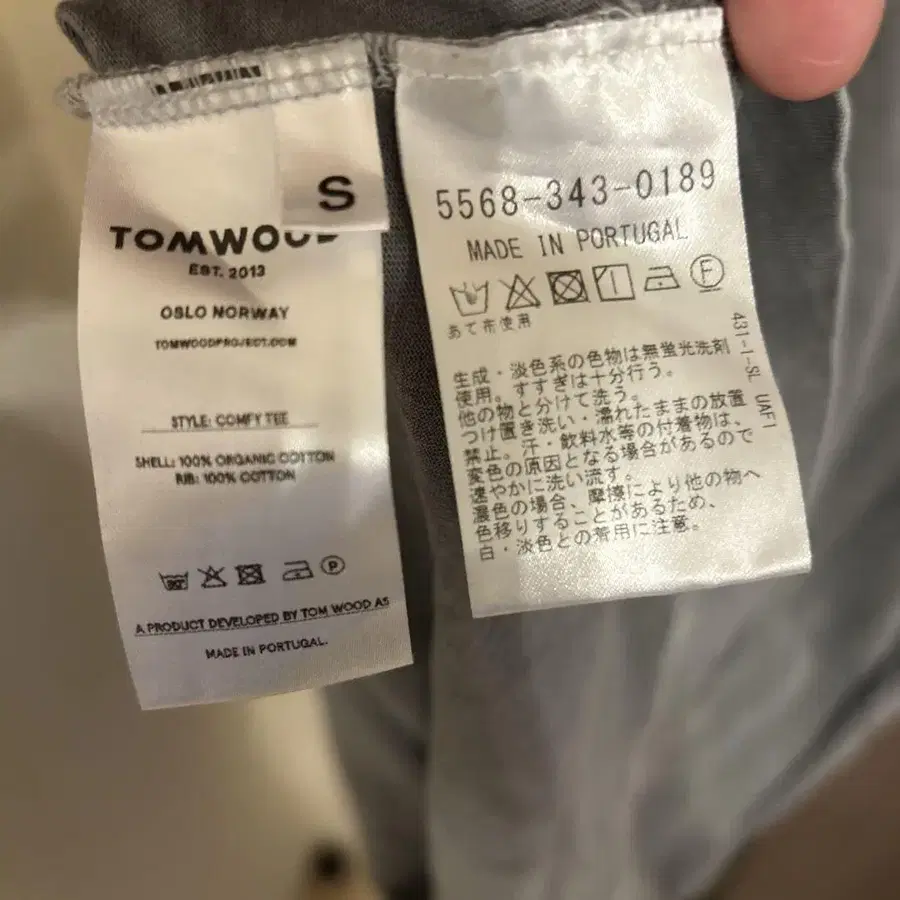 S
TOMWOOD
EST. 2013
OSLO NORWAY
TOMWOODPROJECT.COM
STYLE: COMFY TEE
SHELL: 100% ORGANIC COTTON
RIB: 100% COTTON
P
A PRODUCT DEVELOPED BY TOM WOOD AS
MADE IN PORTUGAL.
5568-343-0189
MADE IN PORTUGAL
F
あて布使用
生成・淡色系の色物は無蛍光洗剤
使用。すすぎは十分行う。
他の物と分けて洗う。
つけ置き洗い・濡れたままの放置
禁止。汗・飲料水等の付着物は、
変色の原因となる場合があるので
速やかに洗い流す。
濃色の場合、摩擦により他の物へ
色移りすることがあるため、
白・淡色との着用に注意。
431-1-SL UAF1